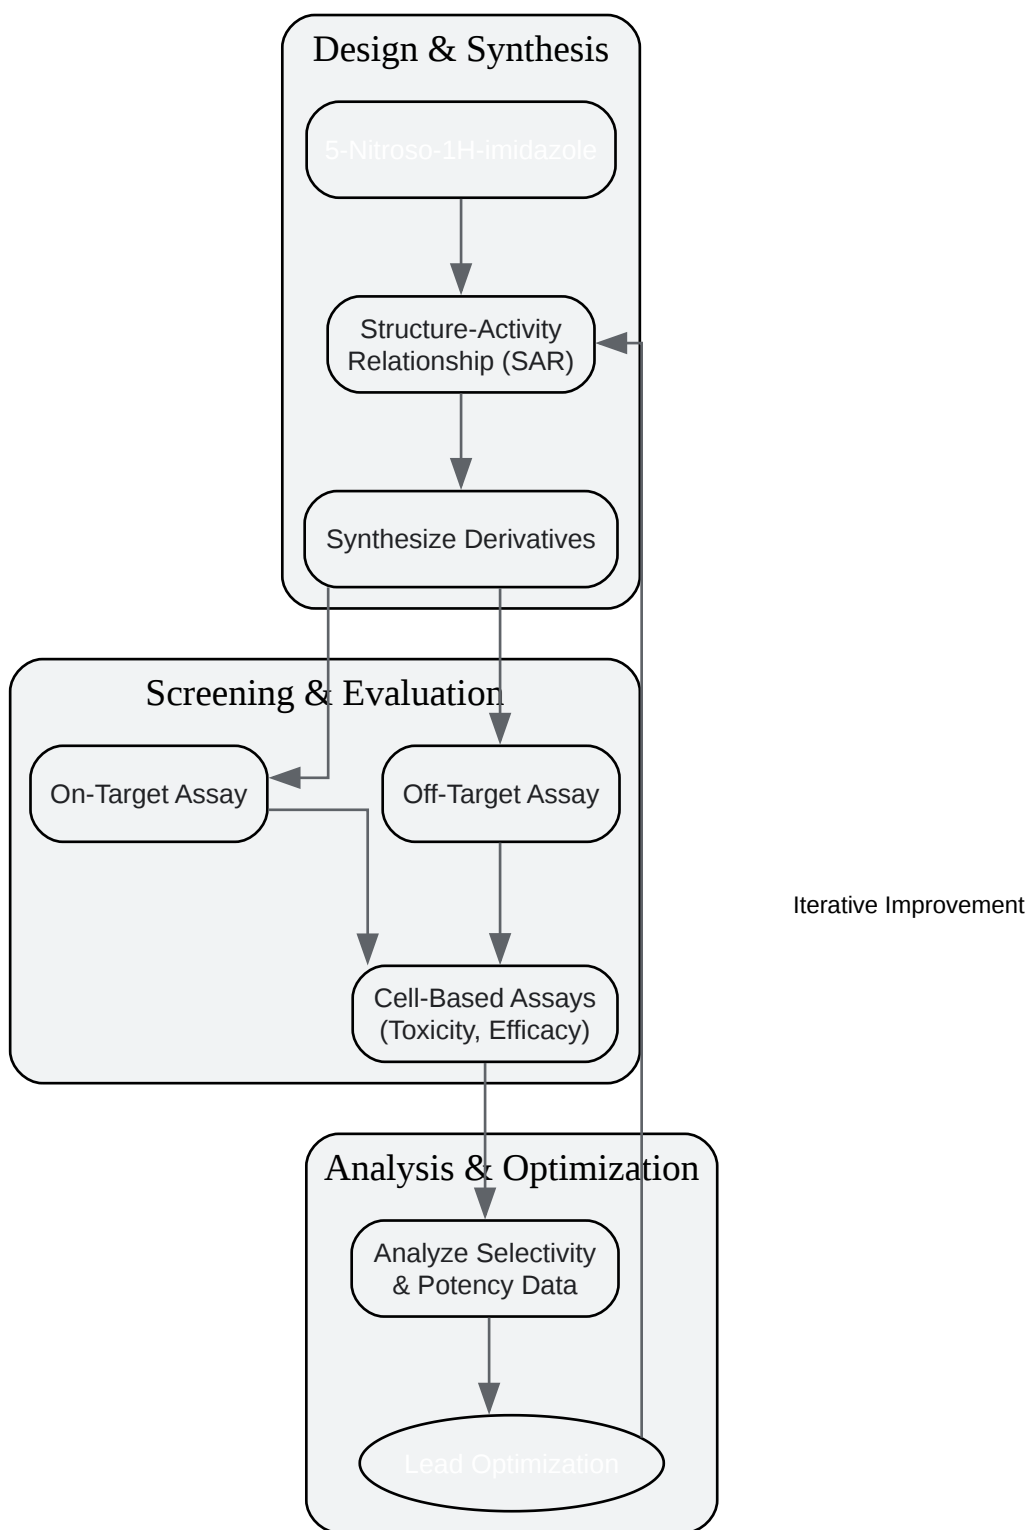 Design & Synthesis
5-Nitroso-1H-imidazole
Structure-Activity
Relationship (SAR)
Synthesize Derivatives
Screening & Evaluation
On-Target Assay
Off-Target Assay
Iterative Improvement
Cell-Based Assays
(Toxicity, Efficacy)
Analysis & Optimization
Analyze Selectivity
& Potency Data
Lead Optimization